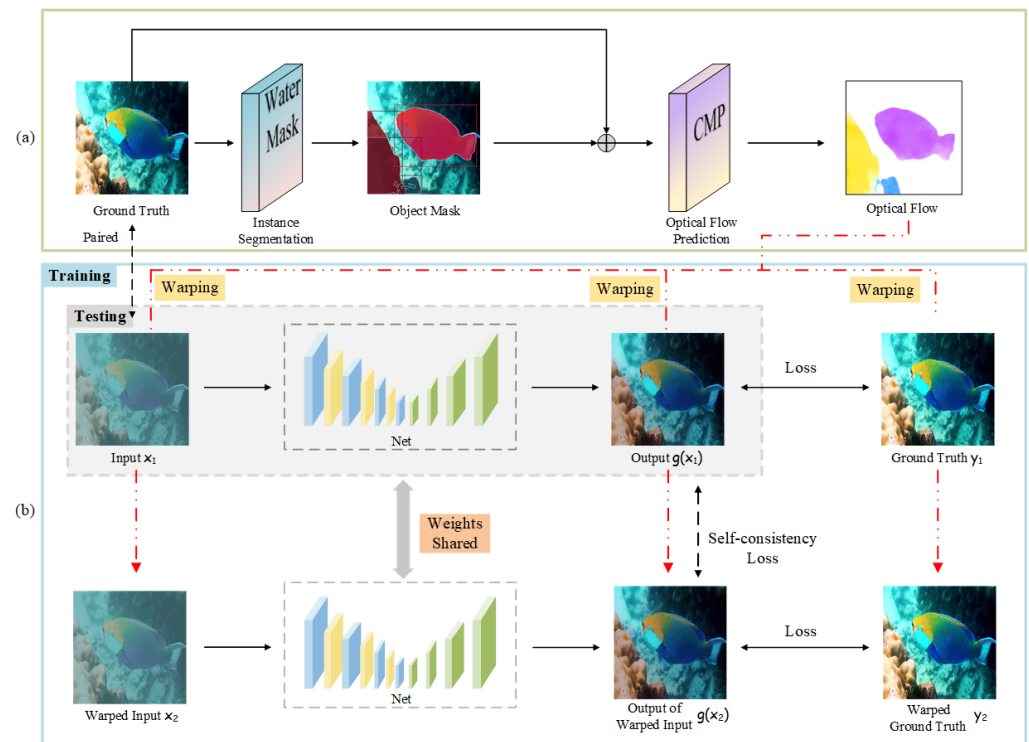 (a)
Water
Mask
CMP
Ground Truth
Instance
Segmentation
Object Mask
Optical Flow
Prediction
Optical Flow
Paired
Training
Warping
Warping
Warping
Testing
Loss
Net
Input x₁
Output g(x₁)
Ground Truth y₁
(b)
Weights
Shared
Self-consistency
Loss
Loss
Net
Warped Input x₂
Output of
Warped Input g(x₂)
Warped
Ground Truth y₂